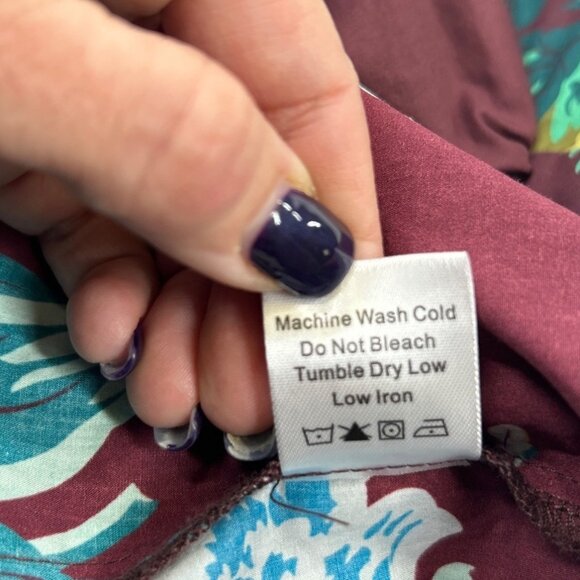 Machine Wash Cold
Do Not Bleach
Tumble Dry Low
Low Iron